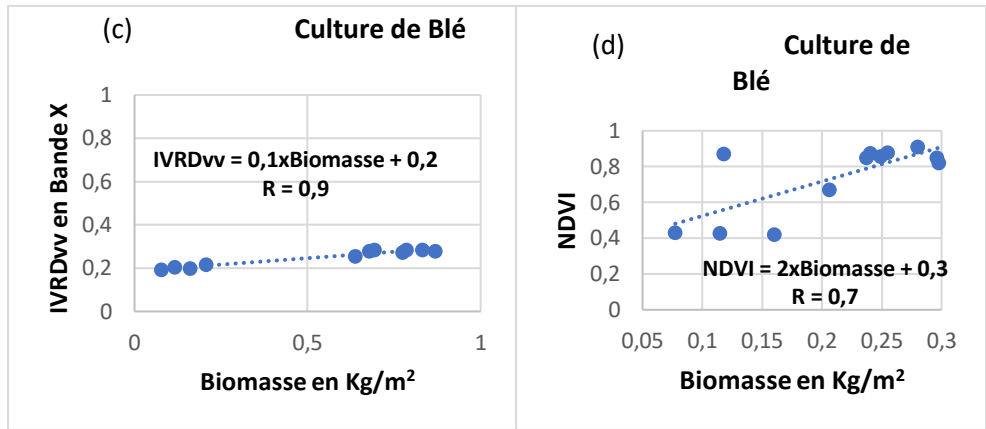 (c) Culture de Blé
IVRDvv en Bande X
1
0,8
0,6
0,4
0,2
0
IVRDvv = 0,1xBiomasse + 0,2
R = 0,9
0 0,5 1
Biomasse en Kg/m²
(d) Culture de
Blé
NDVI
1
0,8
0,6
0,4
0,2
0
NDVI = 2xBiomasse + 0,3
R = 0,7
0,05 0,1 0,15 0,2 0,25 0,3
Biomasse en Kg/m²